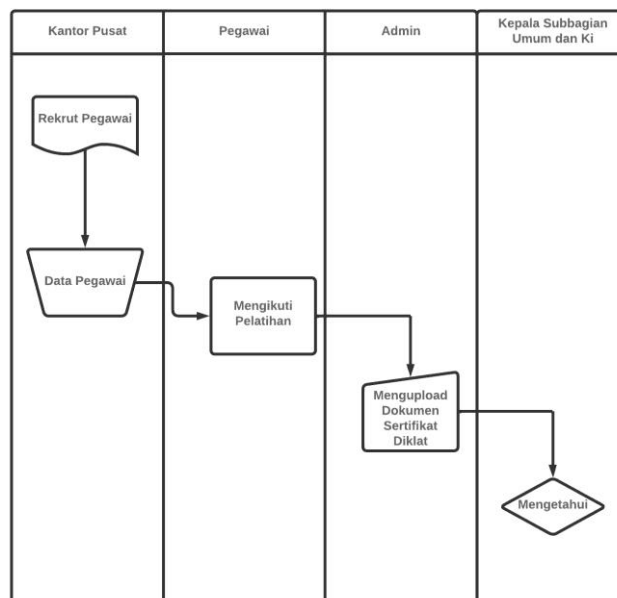 Kantor Pusat
Pegawai
Admin
Kepala Subbagian
Umum dan Ki
Rekrut Pegawai
Data Pegawai
Mengikuti
Pelatihan
Mengupload
Dokumen
Sertifikat
Diklat
Mengetahui